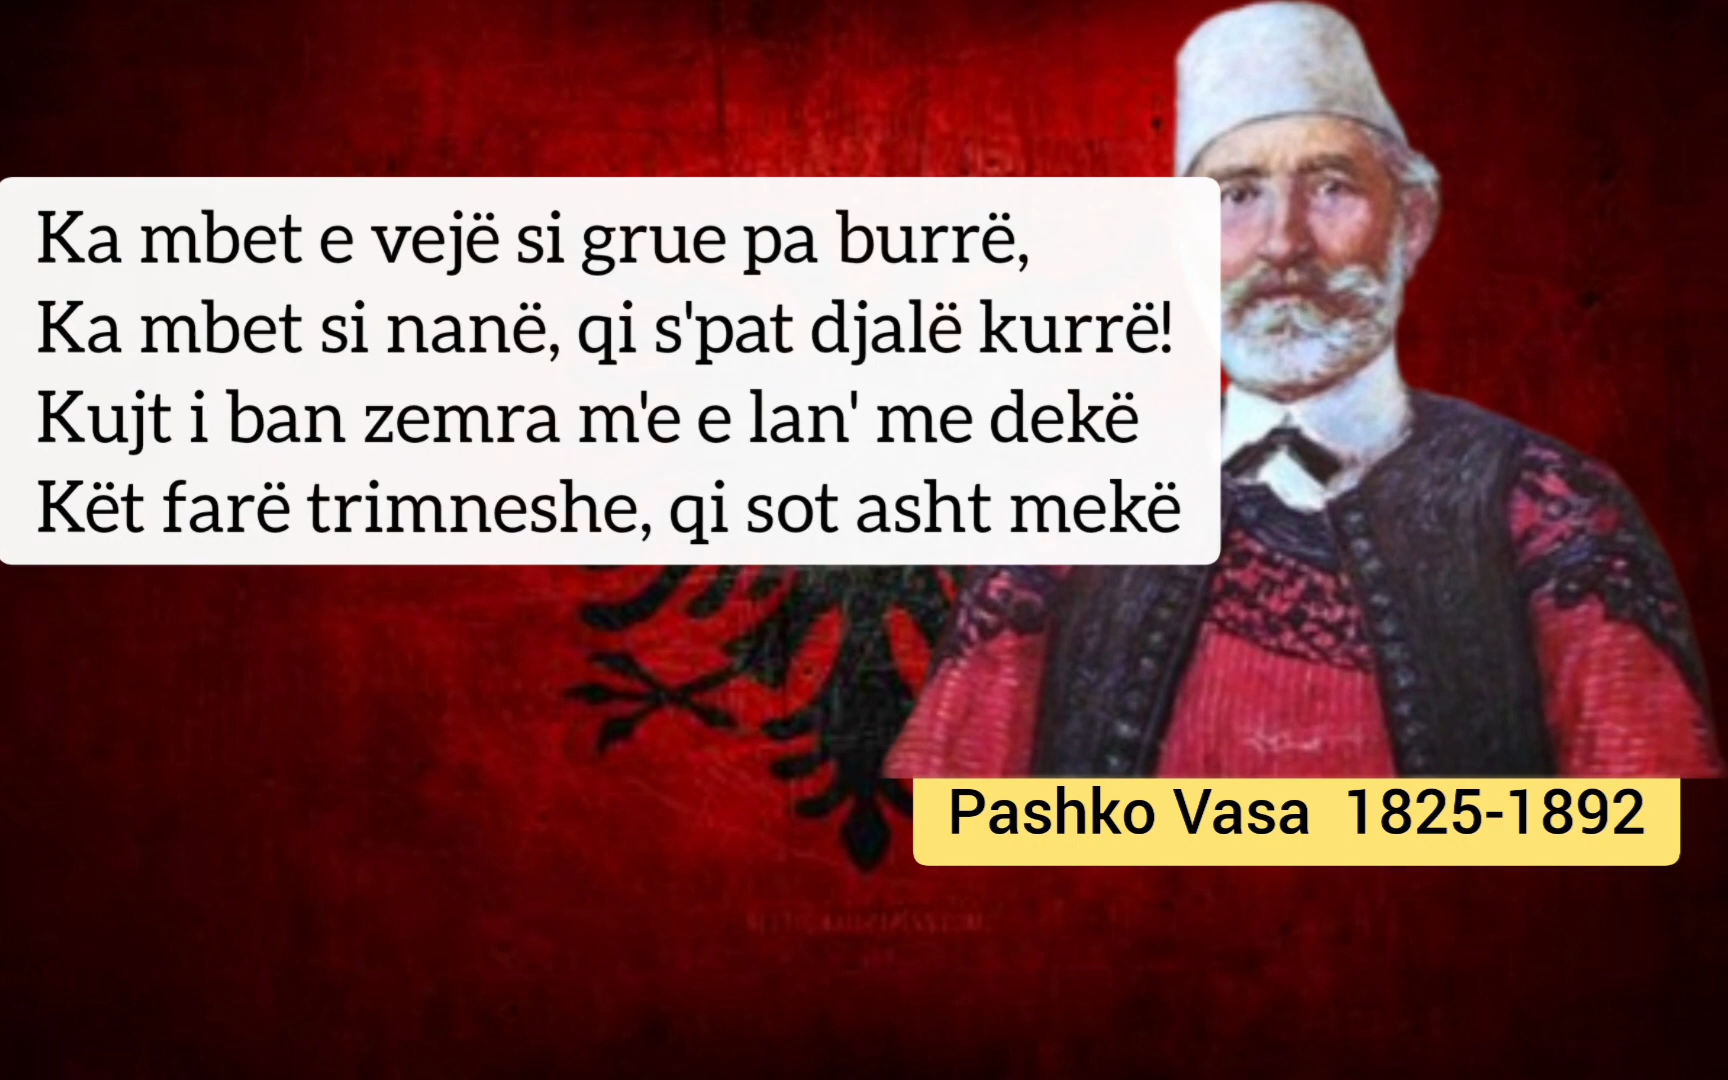 Ka mbet e vejë si grue pa burrë,
Ka mbet si nanë, qi s'pat djalë kurrë!
Kujt i ban zemra m'e e lan' me dekë
Kët farë trimneshe, qi sot asht mekë
Pashko Vasa 1825-1892